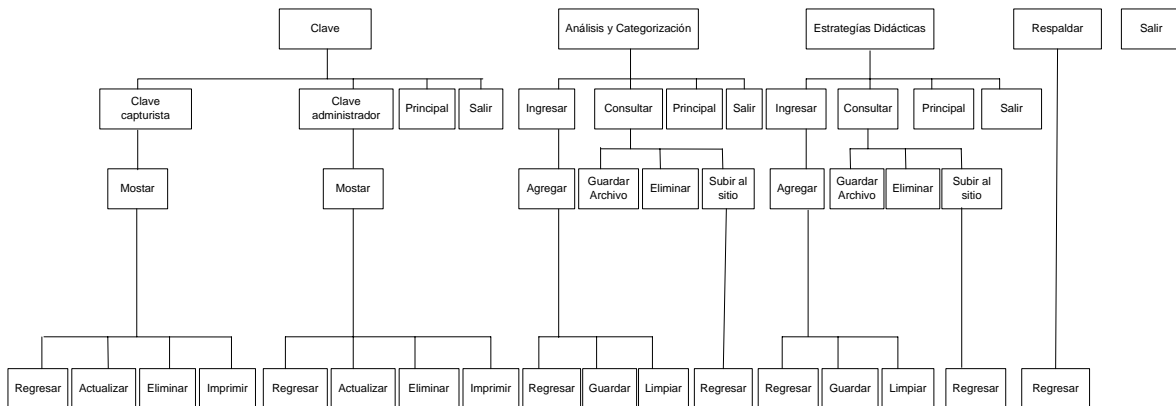 Clave
Análisis y Categorización
Estrategías Didácticas
Respaldar
Salir
Clave
capturista
Clave
administrador
Principal
Salir
Ingresar
Consultar
Principal
Salir
Ingresar
Consultar
Principal
Salir
Mostar
Mostar
Agregar
Guardar
Archivo
Eliminar
Subir al
sitio
Agregar
Guardar
Archivo
Eliminar
Subir al
sitio
Regresar
Actualizar
Eliminar
Imprimir
Regresar
Actualizar
Eliminar
Imprimir
Regresar
Guardar
Limpiar
Regresar
Regresar
Guardar
Limpiar
Regresar
Regresar